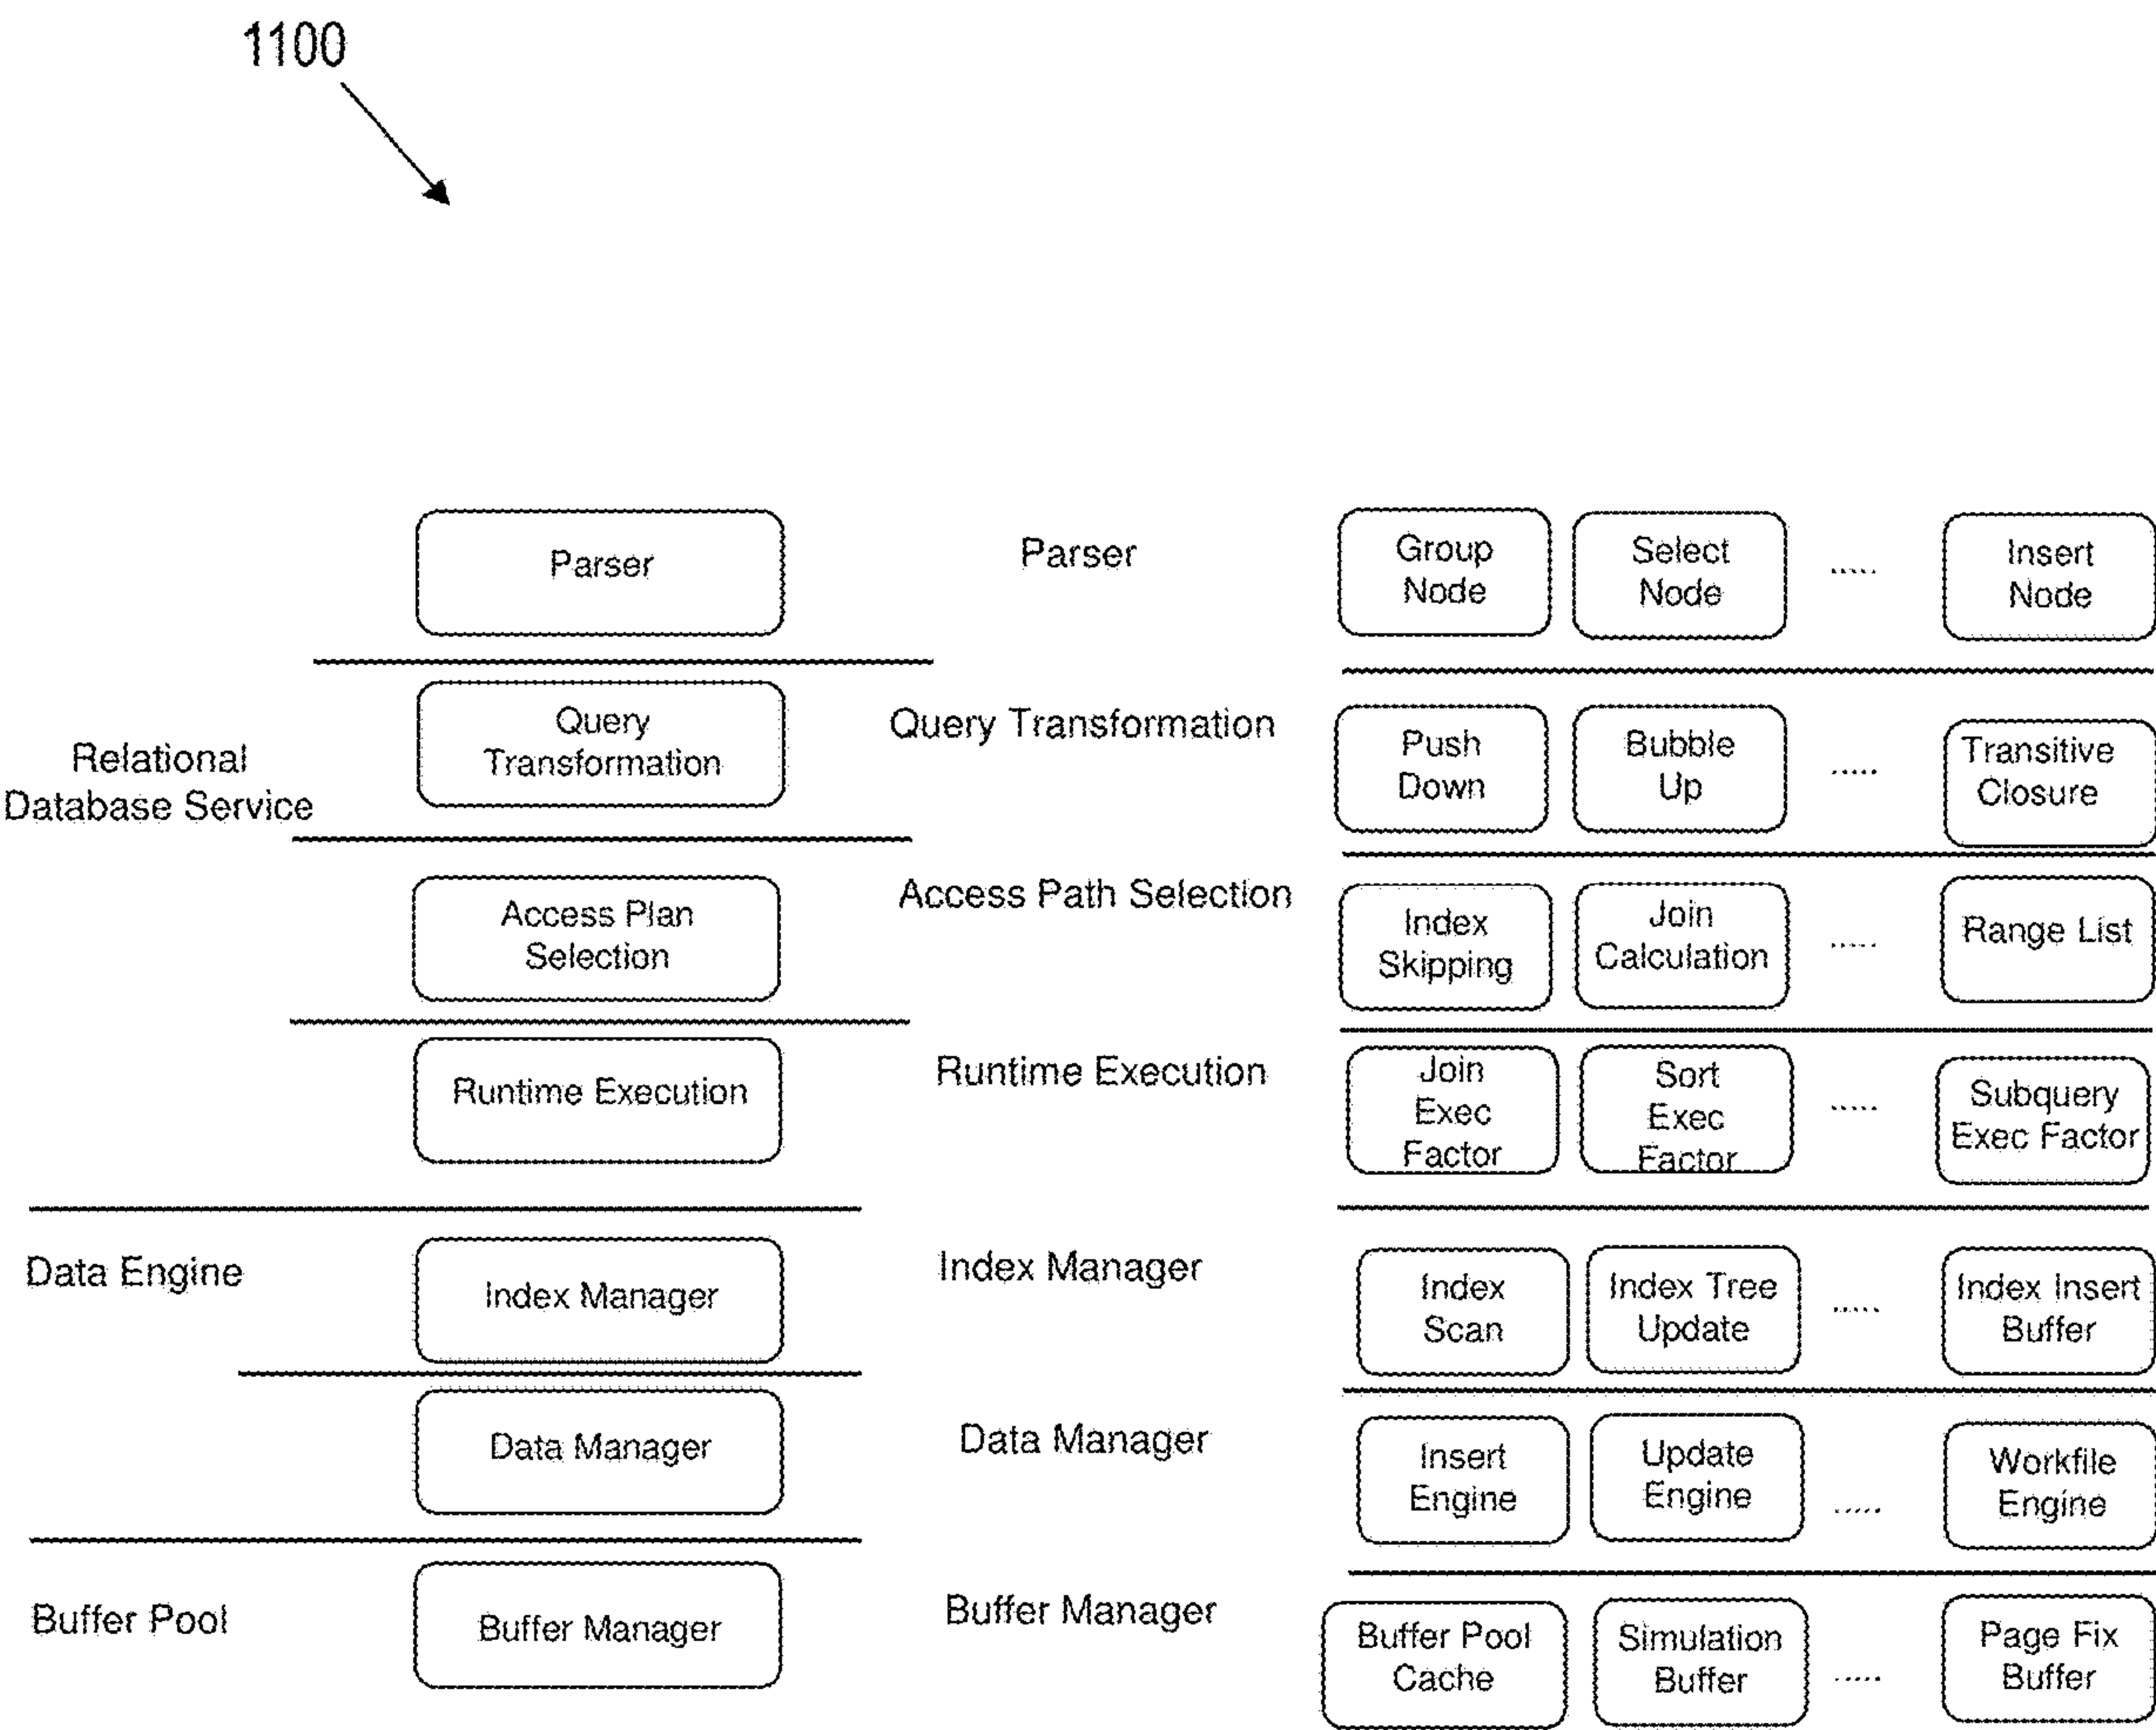 1100
Parser
Parser
Group
Node
Select
Node
.....
Insert
Node
Relational
Database Service
Query
Transformation
Query Transformation
Push
Down
Bubble
Up
.....
Transitive
Closure
Access Plan
Selection
Access Path Selection
Index
Skipping
Join
Calculation
.....
Range List
Runtime Execution
Runtime Execution
Join
Exec
Factor
Sort
Exec
Factor
.....
Subquery
Exec Factor
Data Engine
Index Manager
Index Manager
Index
Scan
Index Tree
Update
.....
Index Insert
Buffer
Data Manager
Data Manager
Insert
Engine
Update
Engine
.....
Workfile
Engine
Buffer Pool
Buffer Manager
Buffer Manager
Buffer Pool
Cache
Simulation
Buffer
.....
Page Fix
Buffer